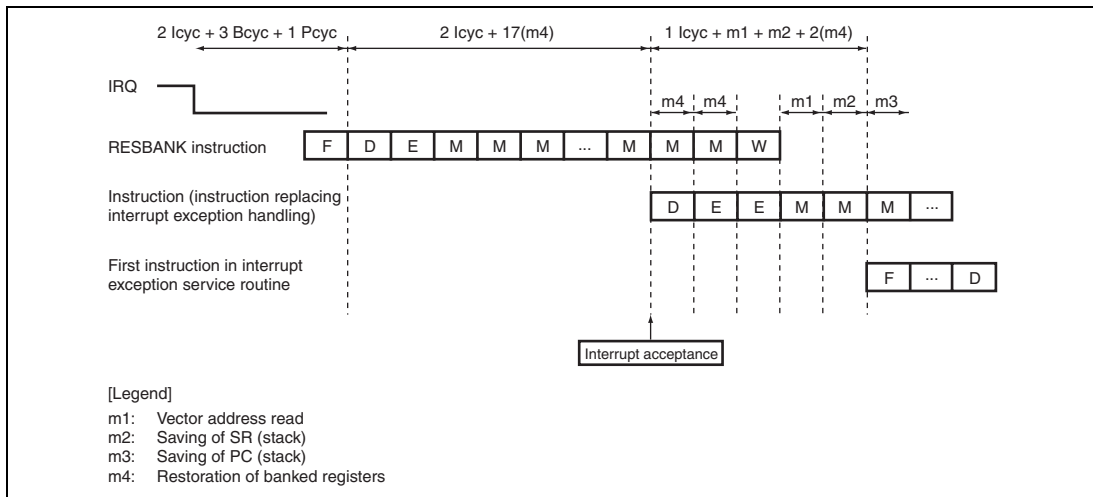 2 Icyc + 3 Bcyc + 1 Pcyc 2 Icyc + 17(m4) 1 Icyc + m1 + m2 + 2(m4)
IRQ
m4 m4 m1 m2 m3
RESBANK instruction F D E M M M ... M M M W
Instruction (instruction replacing
interrupt exception handling) D E E M M M ...
First instruction in interrupt
exception service routine F ... D
Interrupt acceptance
[Legend]
m1: Vector address read
m2: Saving of SR (stack)
m3: Saving of PC (stack)
m4: Restoration of banked registers